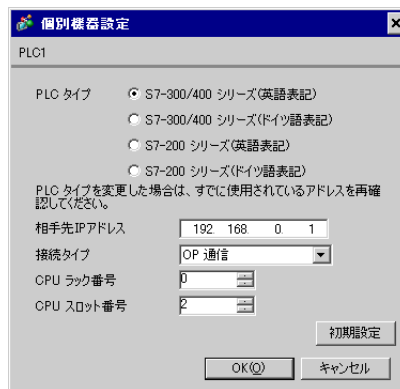 個別機器設定
PLC1
PLC タイプ
S7-300/400 シリーズ(英語表記)
S7-300/400 シリーズ(ドイツ語表記)
S7-200 シリーズ(英語表記)
S7-200 シリーズ(ドイツ語表記)
PLC タイプを変更した場合は、すでに使用されているアドレスを再確
認してください。
相手先IPアドレス 192. 168. 0. 1
接続タイプ OP 通信
CPU ラック番号 0
CPU スロット番号 2
初期設定
OK(O) キャンセル